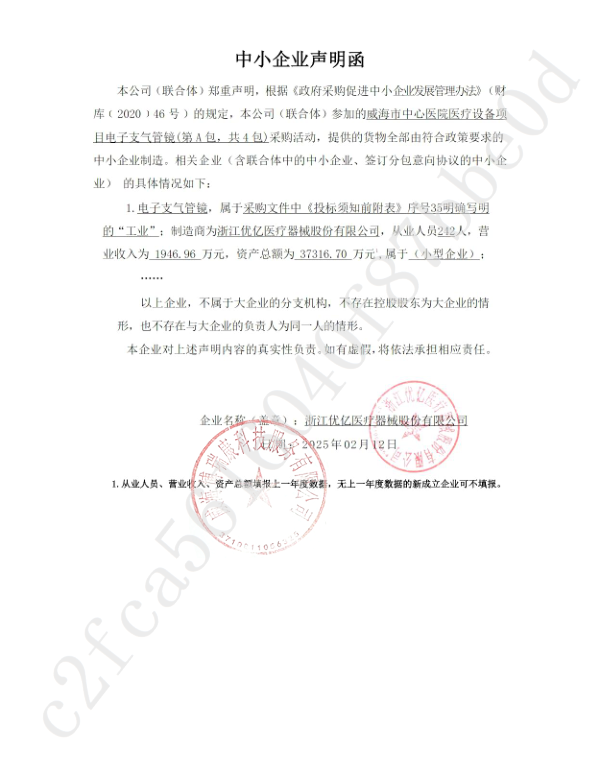 中小企业声明函
本公司（联合体）郑重声明，根据《政府采购促进中小企业发展管理办法》（财
库﹝2020﹞46 号）的规定，本公司（联合体）参加的威海市中心医院医疗设备项
目电子支气管镜(第 A 包，共 4 包)采购活动，提供的货物全部由符合政策要求的
中小企业制造。相关企业（含联合体中的中小企业、签订分包意向协议的中小企
业） 的具体情况如下：
1.电子支气管镜，属于采购文件中《投标须知前附表》序号35明确写明
的“工业”；制造商为浙江优亿医疗器械股份有限公司，从业人员242人，营
业收入为 1946.96 万元，资产总额为 37316.70 万元，属于（小型企业）；
……
以上企业，不属于大企业的分支机构，不存在控股股东为大企业的情
形，也不存在与大企业的负责人为同一人的情形。
本企业对上述声明内容的真实性负责。如有虚假，将依法承担相应责任。
企业名称（盖章）：浙江优亿医疗器械股份有限公司
日期：2025年02月12日
1.从业人员、营业收入、资产总额填报上一年度数据，无上一年度数据的新成立企业可不填报。
浙江优亿医疗器械股份有限公司